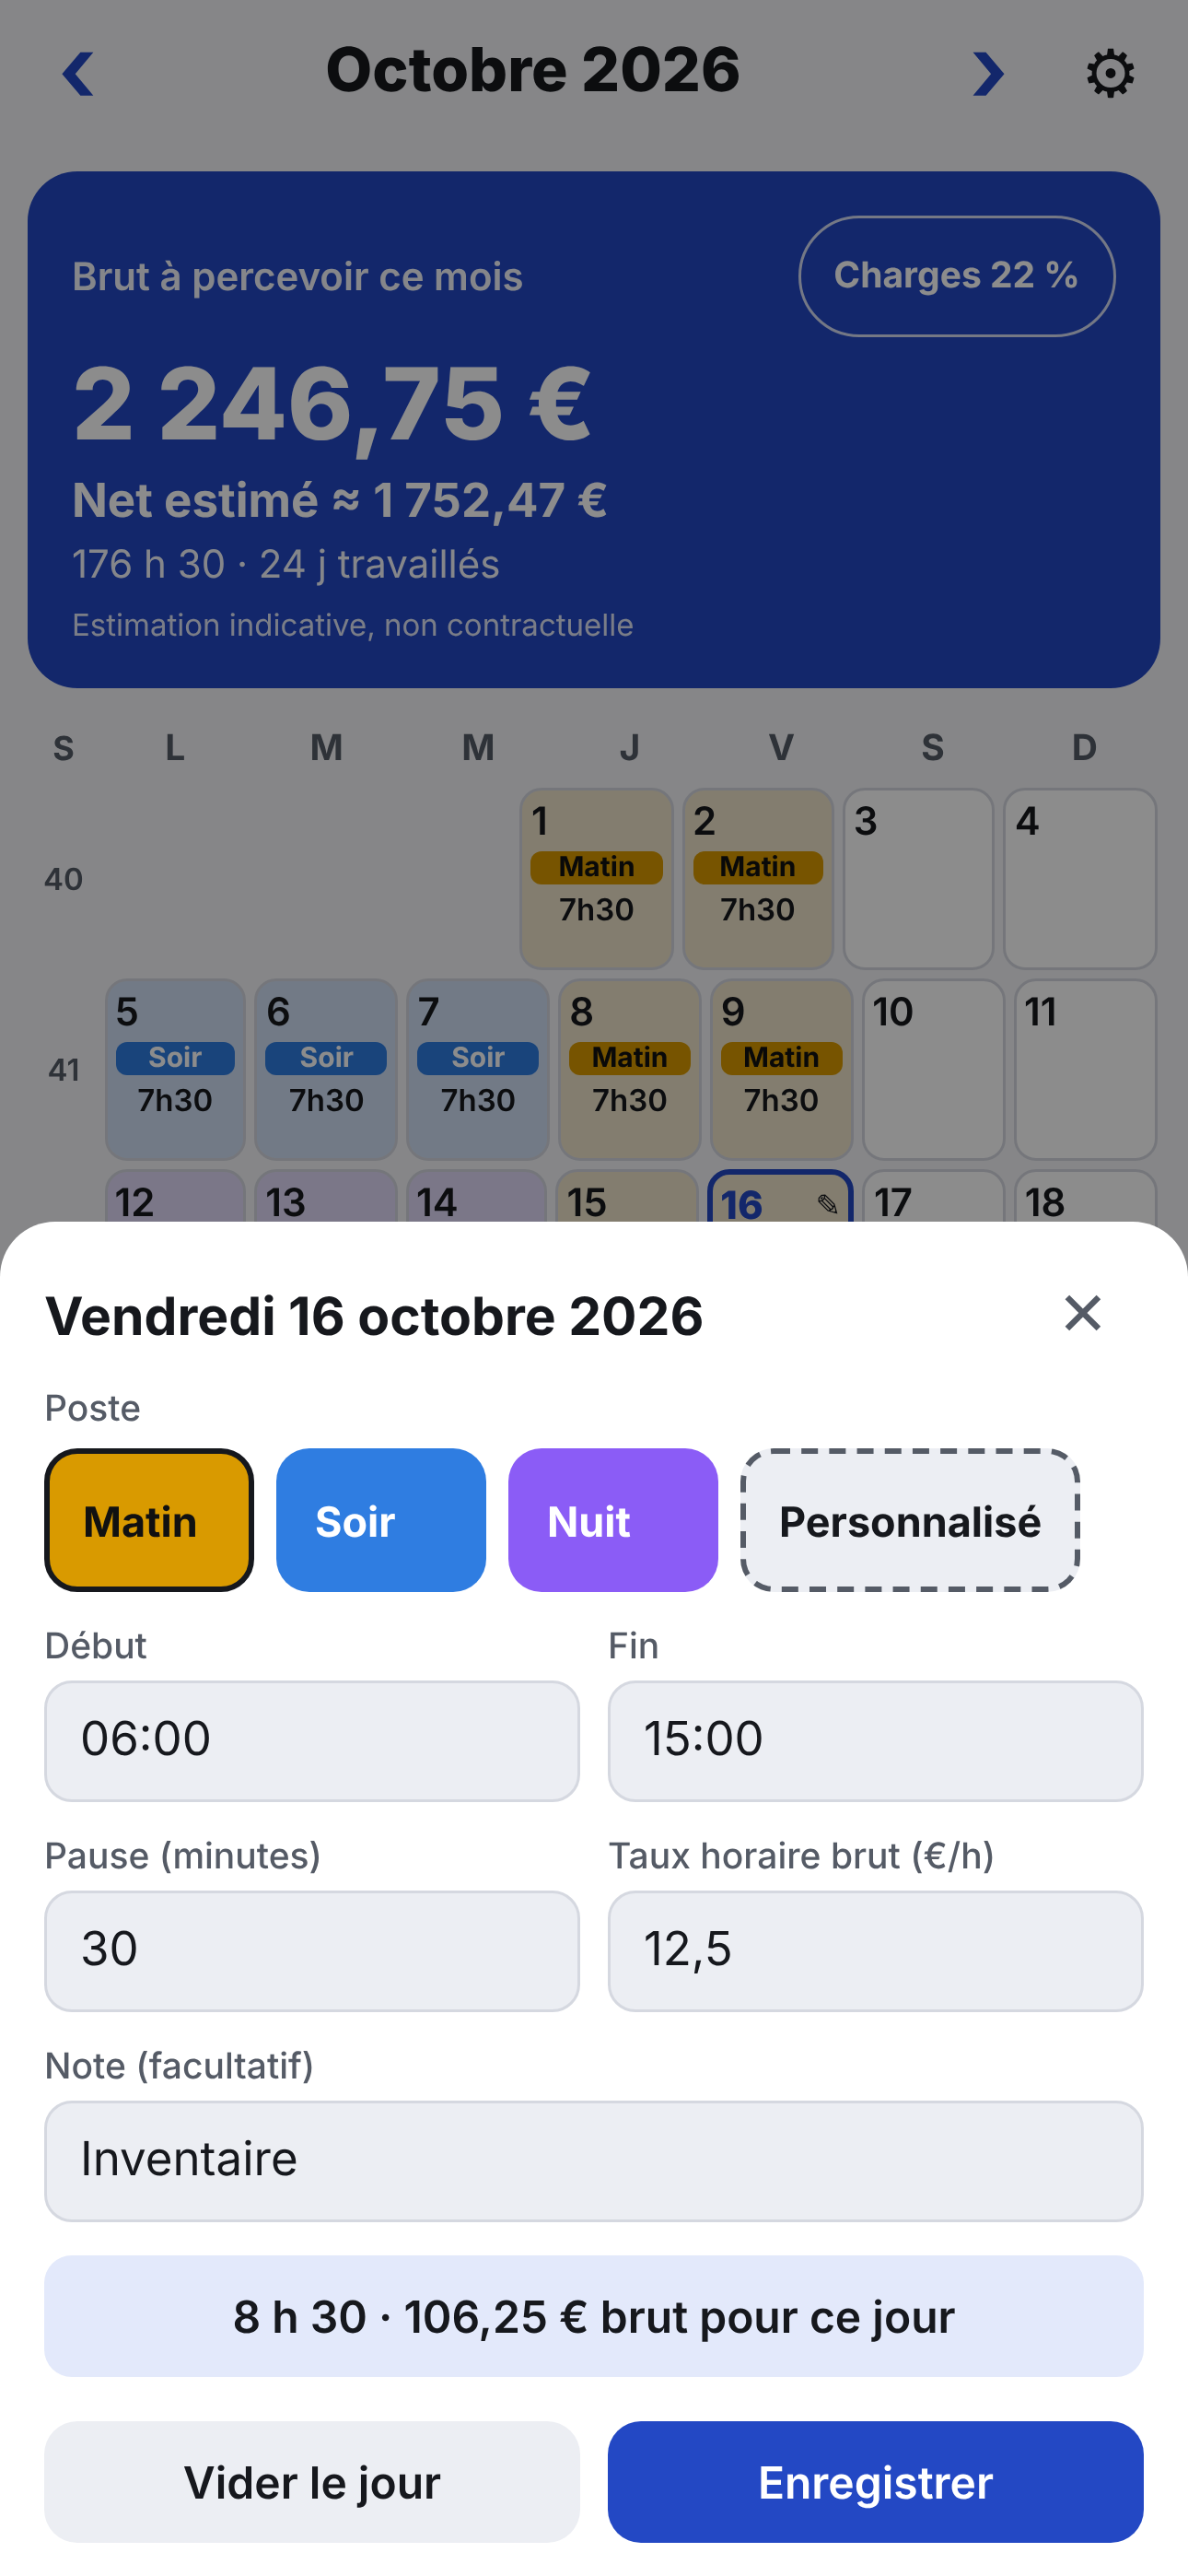 Octobre 2026
Brut à percevoir ce mois
Charges 22 %
2 246,75 €
Net estimé ≈ 1 752,47 €
176 h 30 · 24 j travaillés
Estimation indicative, non contractuelle
S L M M J V S D
40
1 2 3 4
Matin Matin
7h30 7h30
41
5 6 7 8 9 10 11
Soir Soir Soir Matin Matin
7h30 7h30 7h30 7h30 7h30
12 13 14 15 16 17 18
Vendredi 16 octobre 2026
Poste
Matin Soir Nuit Personnalisé
Début Fin
06:00 15:00
Pause (minutes) Taux horaire brut (€/h)
30 12,5
Note (facultatif)
Inventaire
8 h 30 · 106,25 € brut pour ce jour
Vider le jour Enregistrer